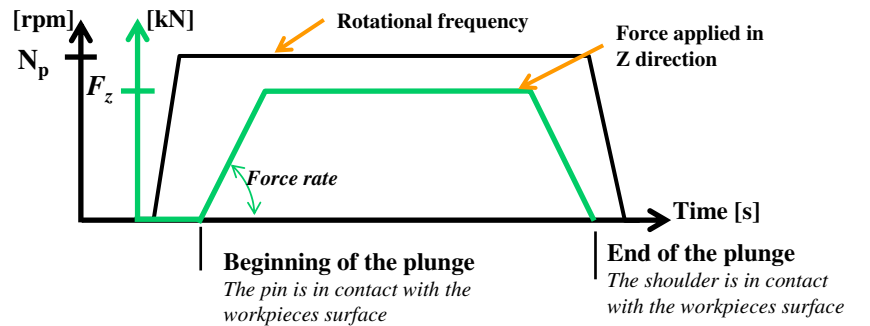 [rpm]
[kN]
Rotational frequency
Force applied in
Z direction
Np
Fz
Force rate
Time [s]
Beginning of the plunge
The pin is in contact with the
workpieces surface
End of the plunge
The shoulder is in contact
with the workpieces surface